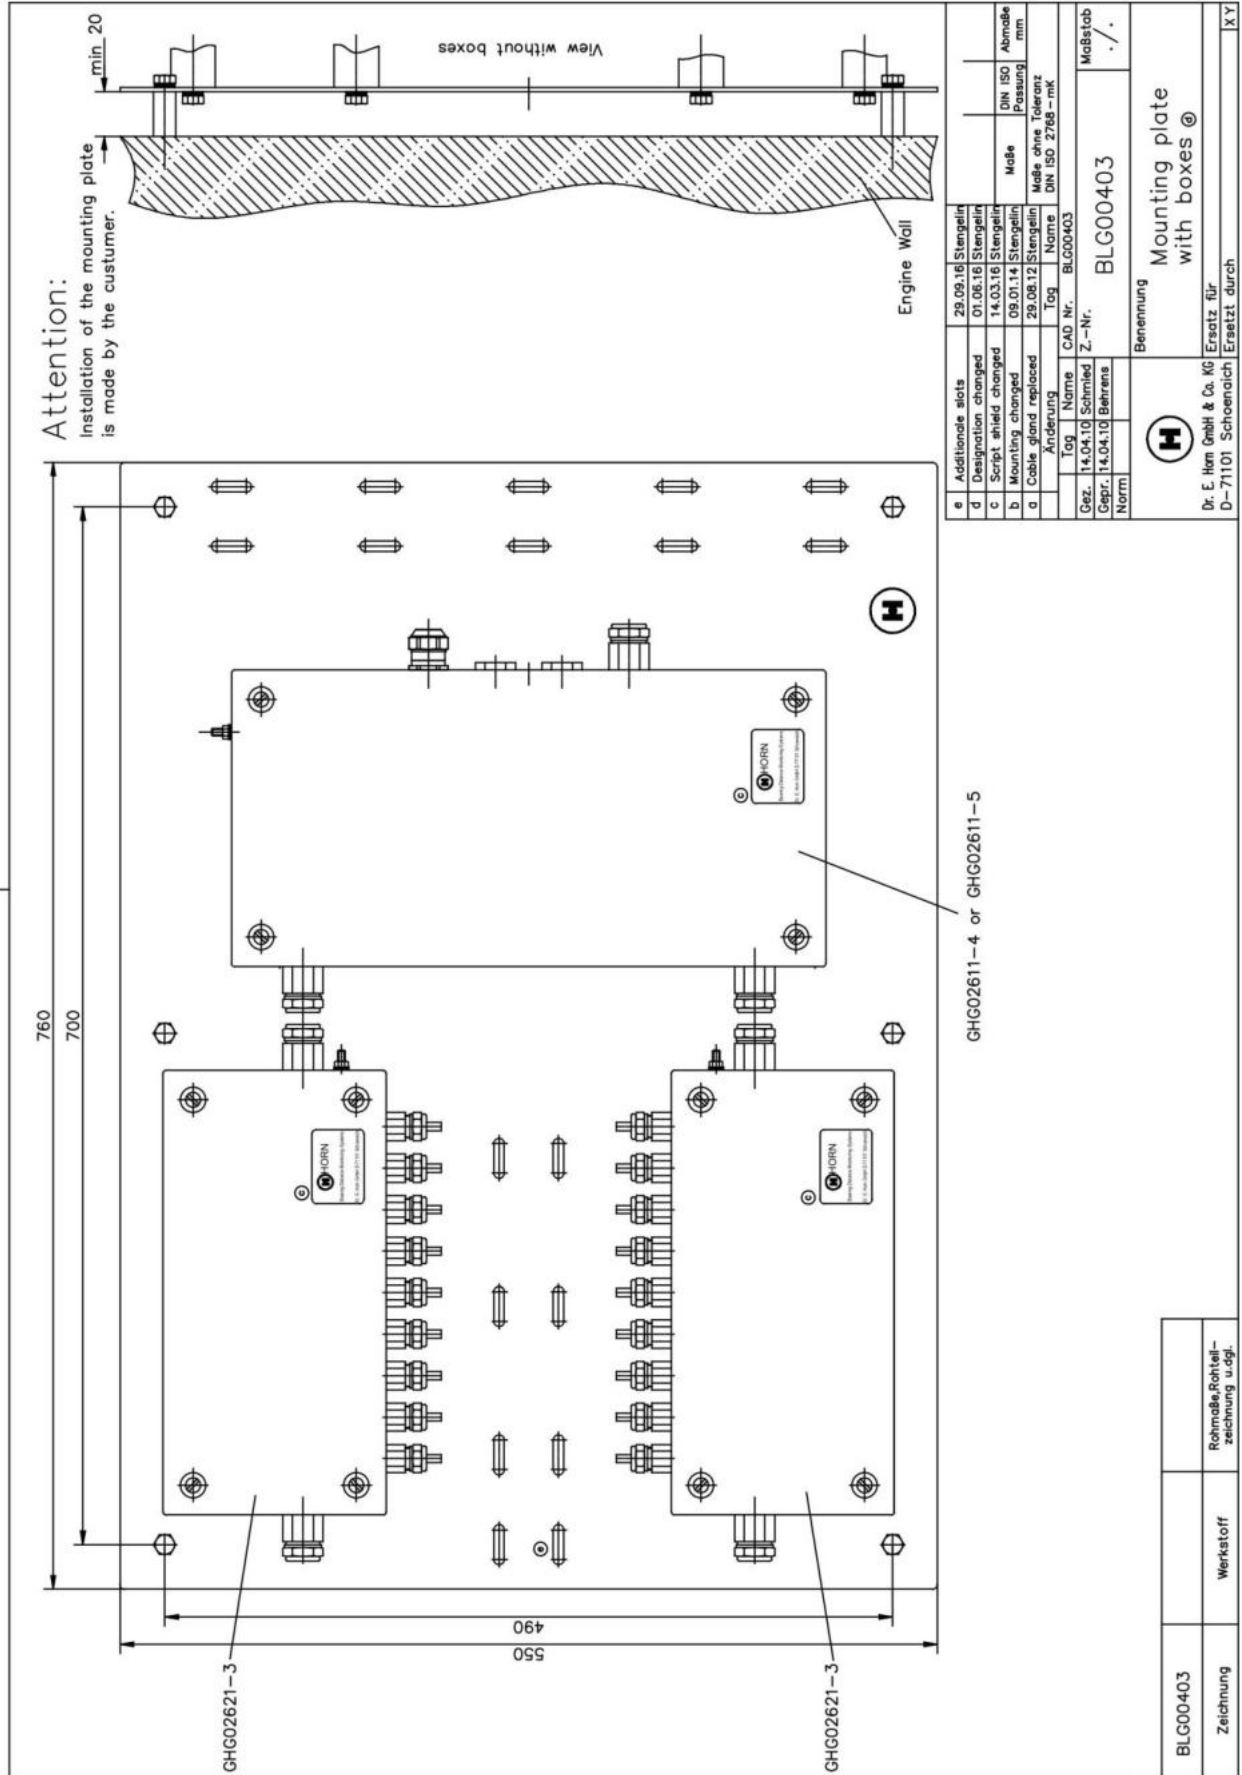 Attention:
Installation of the mounting plate
is made by the custumer.
min 20
View without boxes
Engine Wall
760
700
490
550
GHG02621-3
GHG02621-3
GHG02611-4 or GHG02611-5
HORN
HORN
HORN
c
c
c
e
H
e Additionale slots 29.09.16 Stengelin
d Designation changed 01.06.16 Stengelin
c Script shield changed 14.03.16 Stengelin
b Mounting changed 09.01.14 Stengelin
a Cable gland replaced 29.08.12 Stengelin
Änderung Tag Name
Maße DIN ISO Passung Abmaße mm
Maße ohne Toleranz
DIN ISO 2768-mK
Tag Name CAD Nr. BLG00403
Gez. 14.04.10 Schmied
Gepr. 14.04.10 Behrens
Norm
Z.-Nr.
BLG00403
Maßstab
./.
Benennung
Mounting plate
with boxes d
H
Dr. E. Horn GmbH & Co. KG
D-71101 Schoenaich
Ersatz für
Ersetzt durch
X Y
BLG00403
Zeichnung
Werkstoff
Rohmaße,Rohteil-
zeichnung u.dgl.